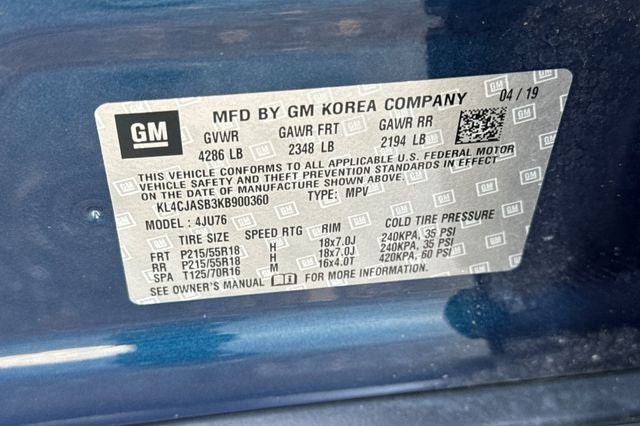 MFD BY GM KOREA COMPANY 04 / 19
GM
GVWR GAWR FRT GAWR RR
4286 LB 2348 LB 2194 LB
THIS VEHICLE CONFORMS TO ALL APPLICABLE U.S. FEDERAL MOTOR
VEHICLE SAFETY AND THEFT PREVENTION STANDARDS IN EFFECT
ON THE DATE OF MANUFACTURE SHOWN ABOVE.
KL4CJASB3KB900360 TYPE: MPV
MODEL : 4JU76
TIRE SIZE SPEED RTG RIM COLD TIRE PRESSURE
FRT P215/55R18 H 18x7.0J 240KPA, 35 PSI
RR P215/55R18 H 18x7.0J 240KPA, 35 PSI
SPA T125/70R16 M 16x4.0T 420KPA, 60 PSI
SEE OWNER'S MANUAL FOR MORE INFORMATION.